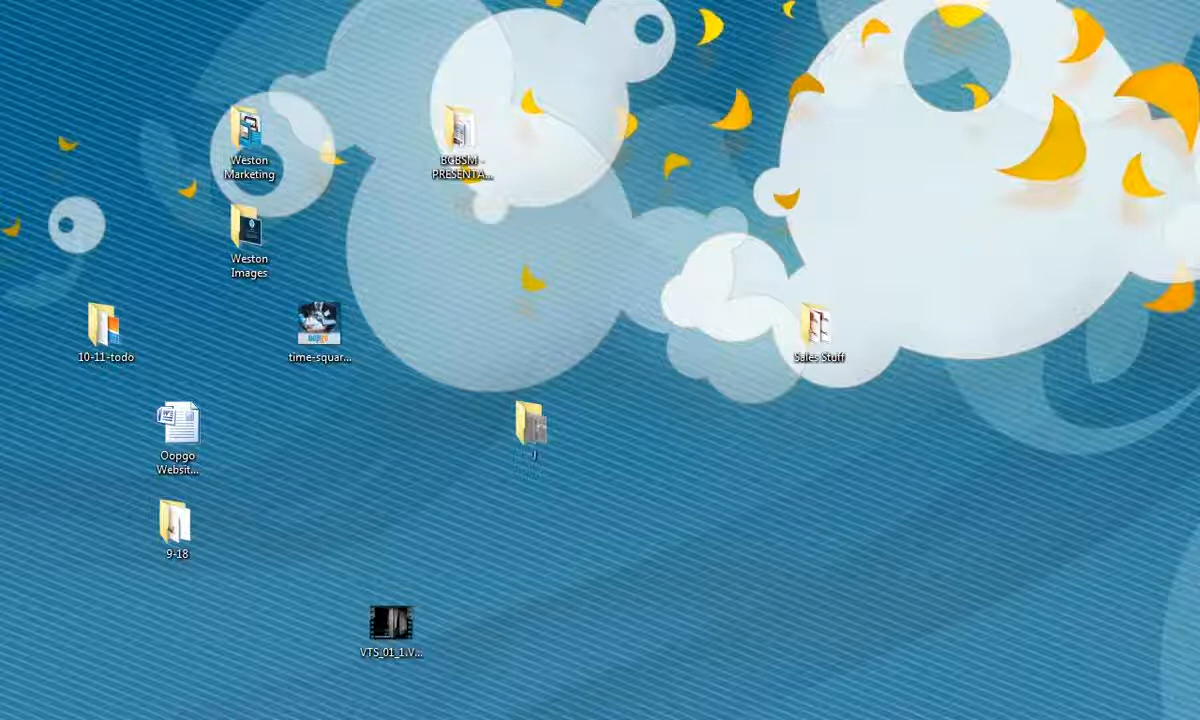 Weston
Marketing
BGBSM -
PRESENTA...
Weston
Images
10-11-todo
time-squar...
Sales Stuff
Oopgo
Websit...
9-18
VTS_01_1.V...